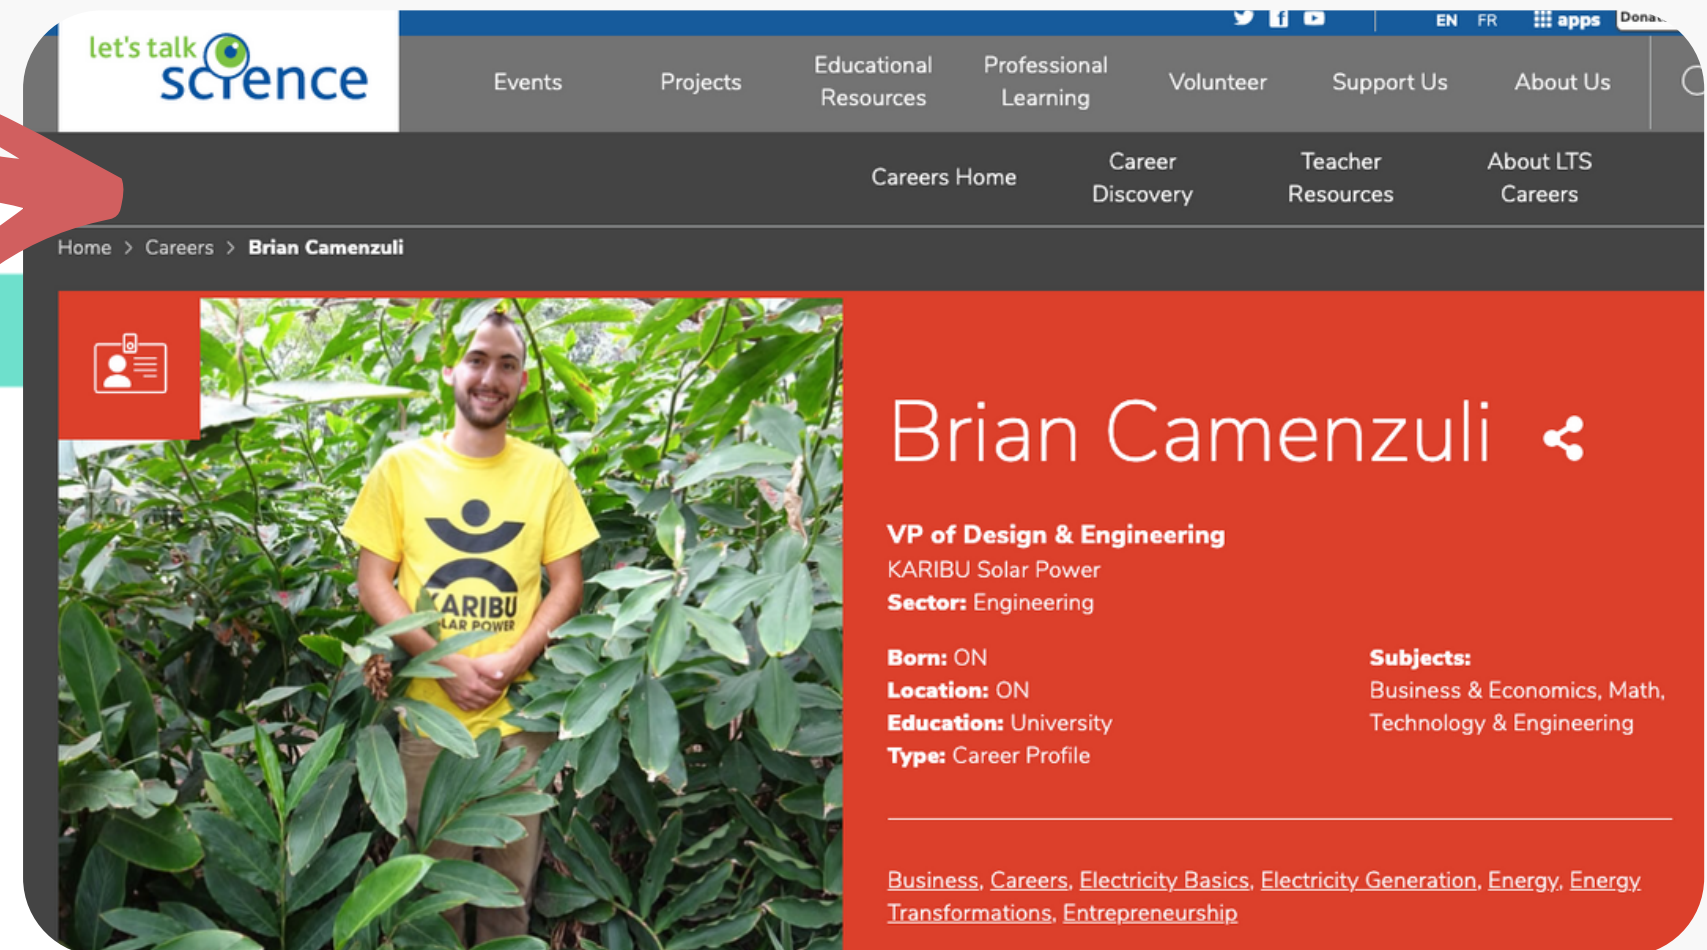 EN FR apps
let's talk
science
Events Projects Educational Resources Professional Learning Volunteer Support Us About Us
Careers Home Career Discovery Teacher Resources About LTS Careers
Home > Careers > Brian Camenzuli
Brian Camenzuli
VP of Design & Engineering
KARIBU Solar Power
Sector: Engineering
Born: ON
Location: ON
Education: University
Type: Career Profile
Subjects:
Business & Economics, Math,
Technology & Engineering
Business, Careers, Electricity Basics, Electricity Generation, Energy, Energy
Transformations, Entrepreneurship
KARIBU
LAR POWER